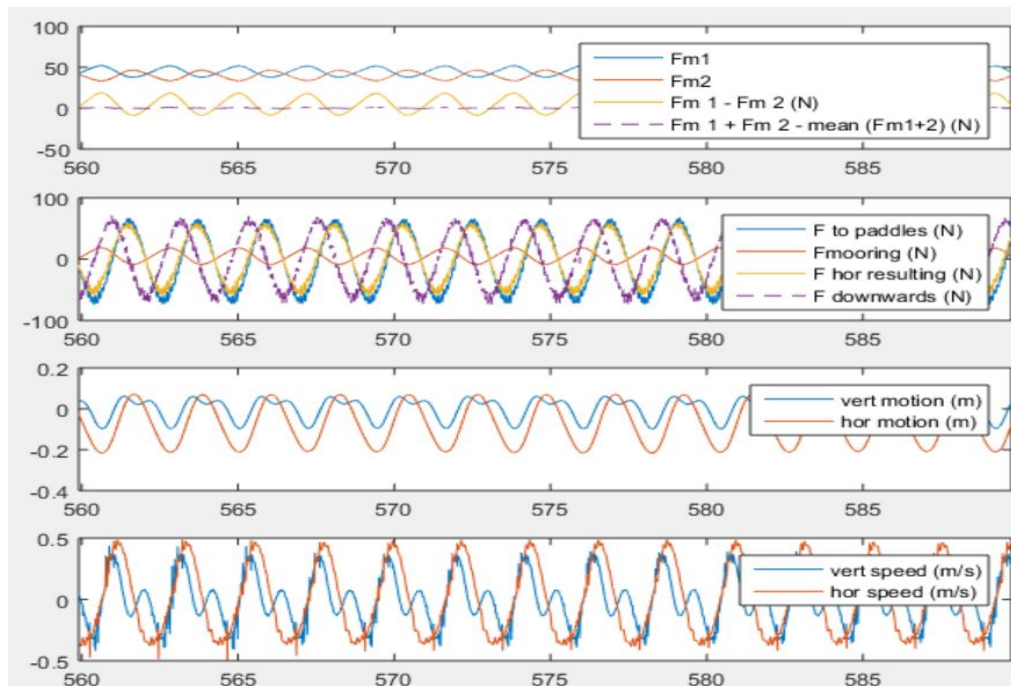 100
50
0
-50
Fm1
Fm2
Fm 1 - Fm 2 (N)
Fm 1 + Fm 2 - mean (Fm1+2) (N)
560 565 570 575 580 585
100
0
-100
F to paddles (N)
Fmooring (N)
F hor resulting (N)
F downwards (N)
560 565 570 575 580 585
0.2
0
-0.2
-0.4
vert motion (m)
hor motion (m)
560 565 570 575 580 585
0.5
0
-0.5
vert speed (m/s)
hor speed (m/s)
560 565 570 575 580 585